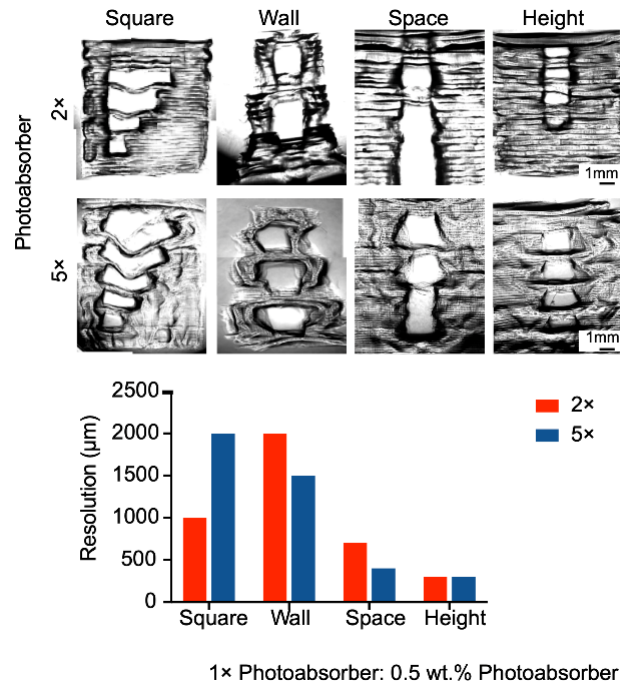 Square Wall Space Height
Photoabsorber
2×
1mm
5×
1mm
2500
2000
1500
1000
500
0
Resolution (µm)
Square Wall Space Height
2×
5×
1× Photoabsorber: 0.5 wt.% Photoabsorber